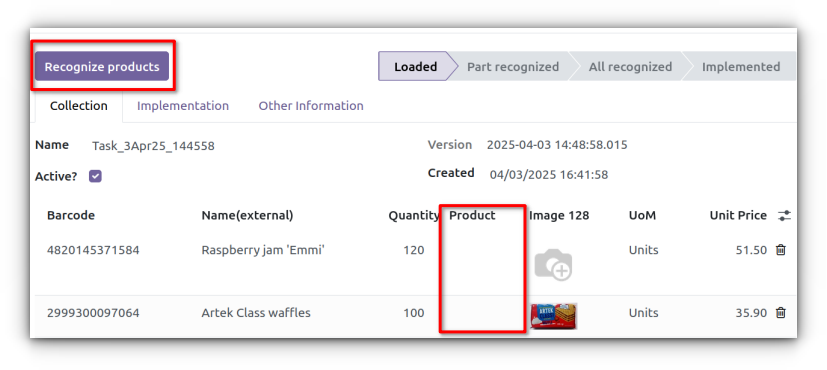 Recognize products
Loaded Part recognized All recognized Implemented
Collection Implementation Other Information
Name Task_3Apr25_144558 Version 2025-04-03 14:48:58.015
Active? Created 04/03/2025 16:41:58
Barcode Name(external) Quantity Product Image 128 UoM Unit Price
4820145371584 Raspberry jam 'Emmi' 120 Units 51.50
2999300097064 Artek Class waffles 100 ARTEK Units 35.90